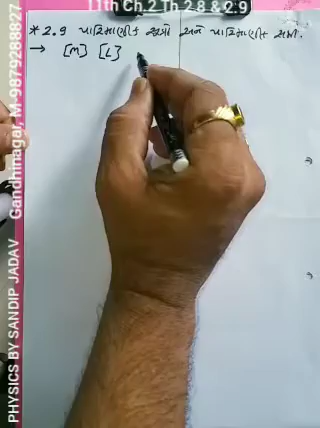 11th Ch.2 Th 2.8 & 2.9
* 2.9 પારિમાણીક સૂત્રો અને પારિમાણીક સમી.
→ [M] [L]
PHYSICS BY SANDIP JADAV Gandhinagar, M-9879288827